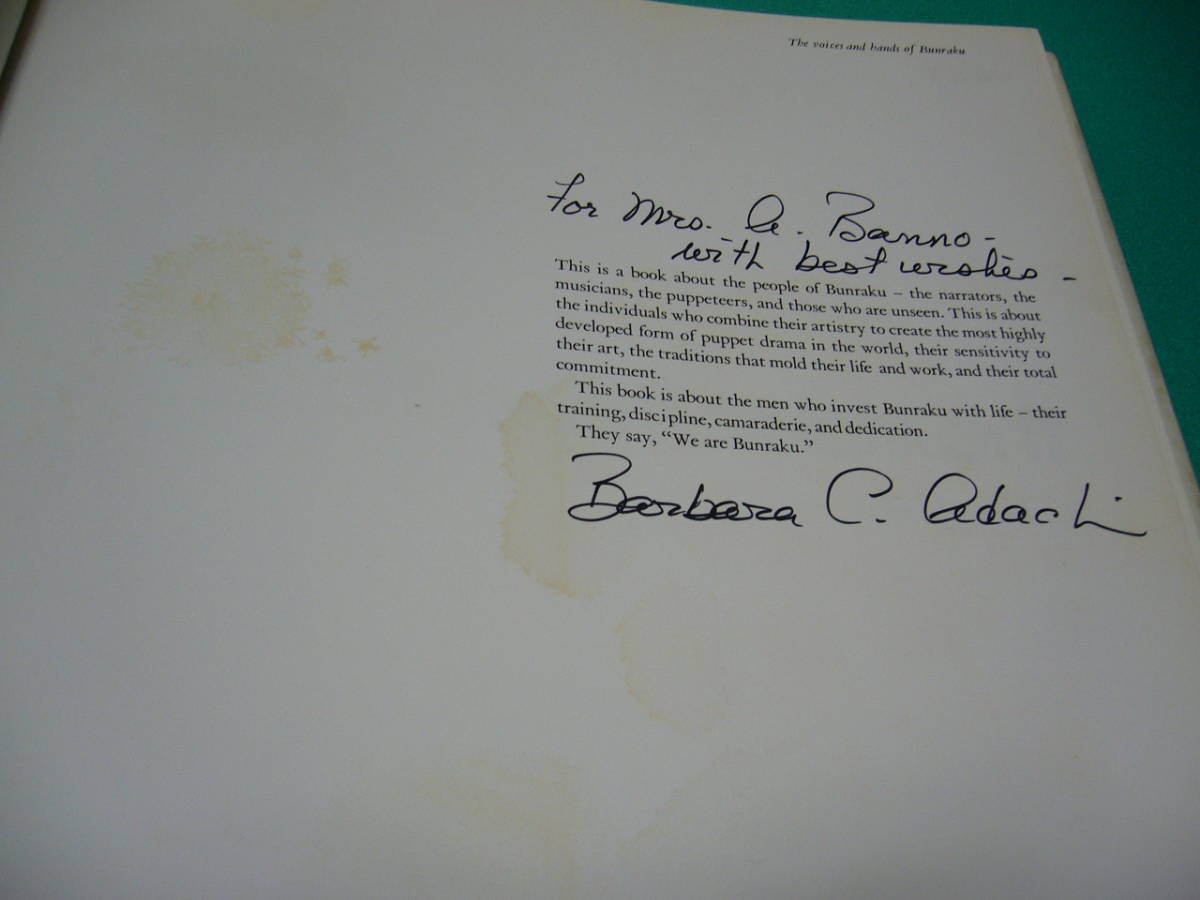 The voices and hands of Bunraku
For Mrs. A. Banno -
with best wishes -
This is a book about the people of Bunraku – the narrators, the
musicians, the puppeteers, and those who are unseen. This is about
the individuals who combine their artistry to create the most highly
developed form of puppet drama in the world, their sensitivity to
their art, the traditions that mold their life and work, and their total
commitment.
This book is about the men who invest Bunraku with life – their
training, discipline, camaraderie, and dedication.
They say, “We are Bunraku.”
Barbara C. Adachi